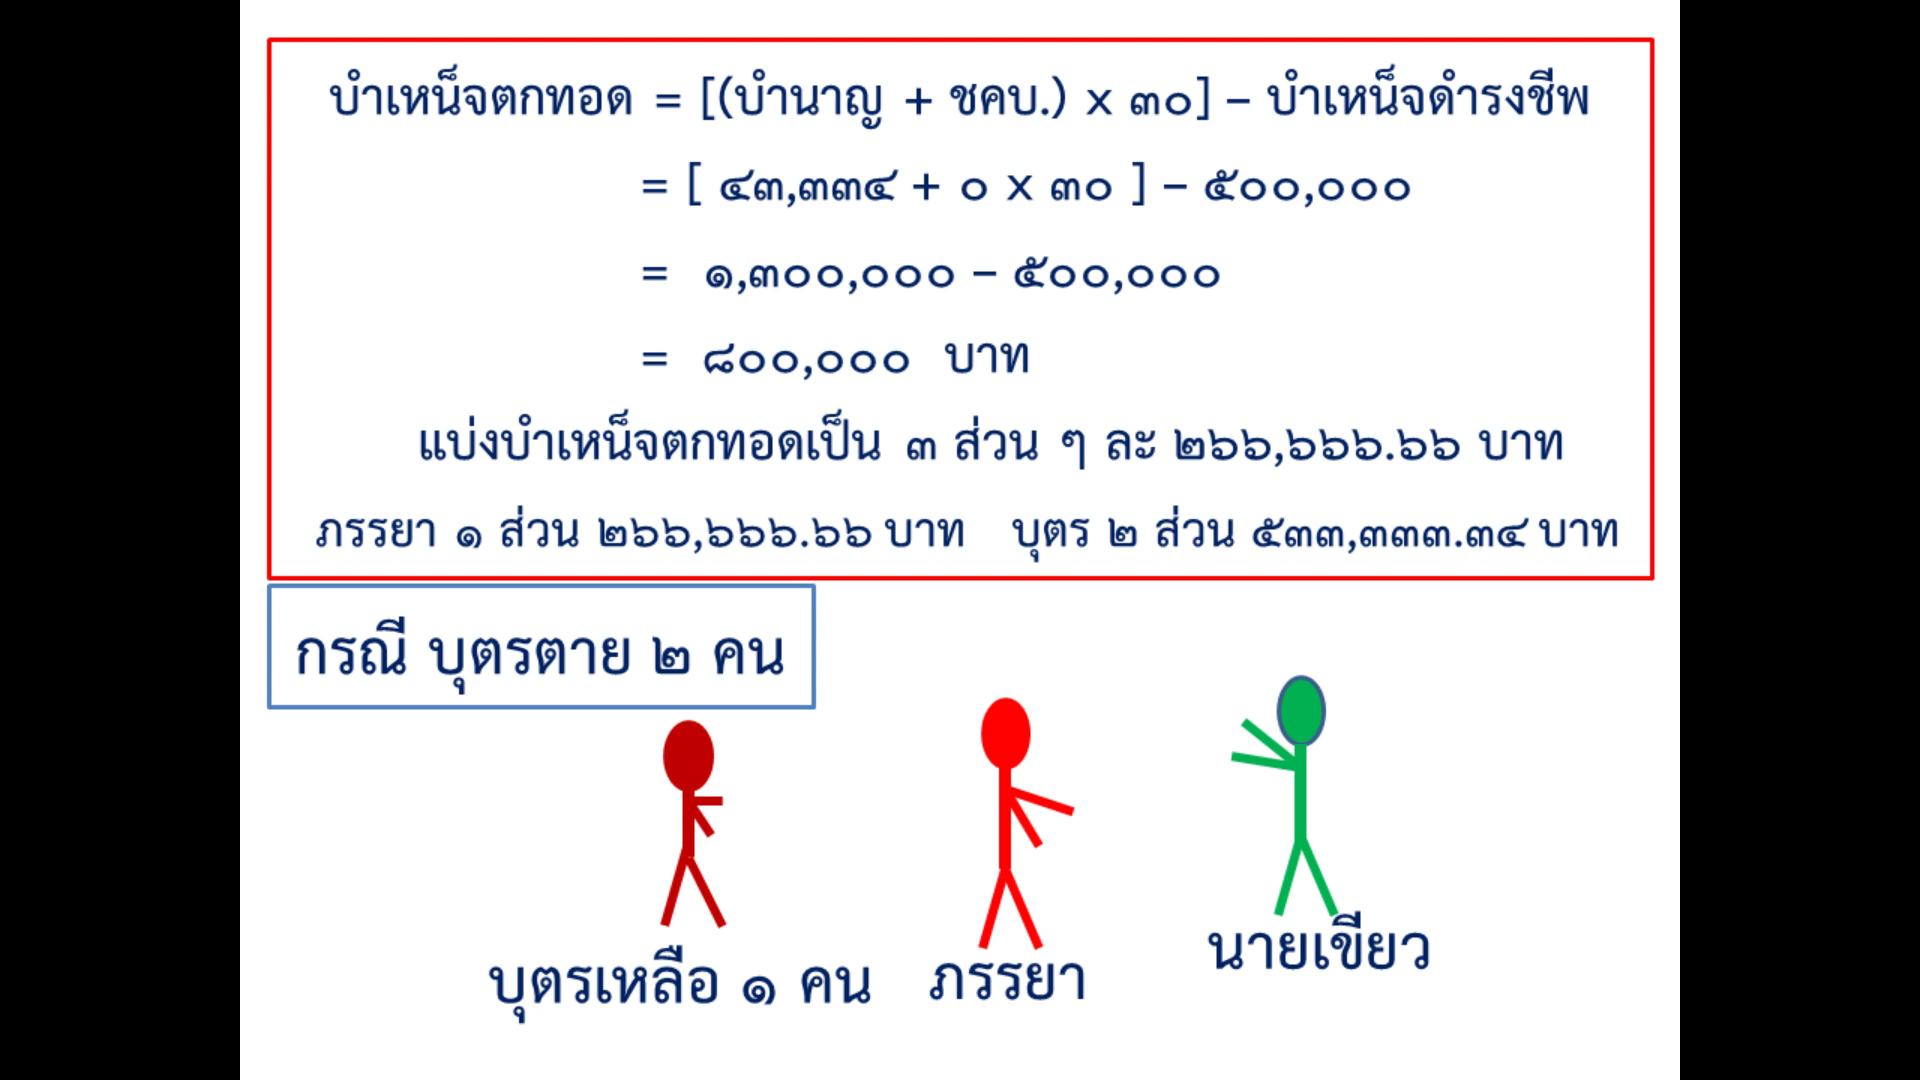 บำเหน็จตกทอด = [(บำนาญ + ชคบ.) x ๓๐] – บำเหน็จดำรงชีพ
= [ ๔๓,๓๓๔ + ๐ x ๓๐ ] – ๕๐๐,๐๐๐
= ๑,๓๐๐,๐๐๐ – ๕๐๐,๐๐๐
= ๘๐๐,๐๐๐ บาท
แบ่งบำเหน็จตกทอดเป็น ๓ ส่วน ๆ ละ ๒๖๖,๖๖๖.๖๖ บาท
ภรรยา ๑ ส่วน ๒๖๖,๖๖๖.๖๖ บาท บุตร ๒ ส่วน ๕๓๓,๓๓๓.๓๔ บาท
กรณี บุตรตาย ๒ คน
บุตรเหลือ ๑ คน
ภรรยา
นายเขียว